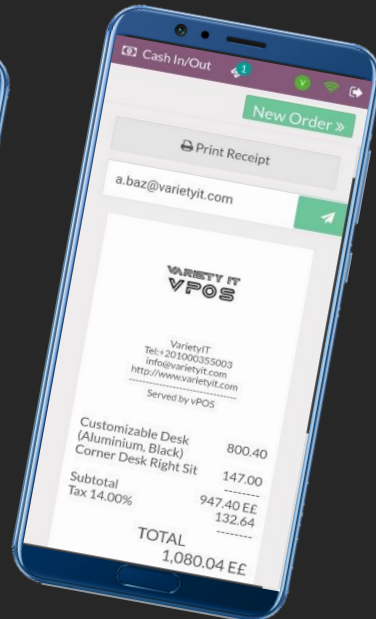 Cash In/Out
1
V
New Order »
Print Receipt
a.baz@varietyit.com
VARIETY IT
VPOS
VarietyIT
Tel:+201000355003
info@varietyit.com
http://www.varietyit.com
--------------------------------
Served by vPOS
Customizable Desk
(Aluminium, Black) 800.40
Corner Desk Right Sit 147.00
--------
Subtotal 947.40 E£
Tax 14.00% 132.64
--------
TOTAL
1,080.04 E£